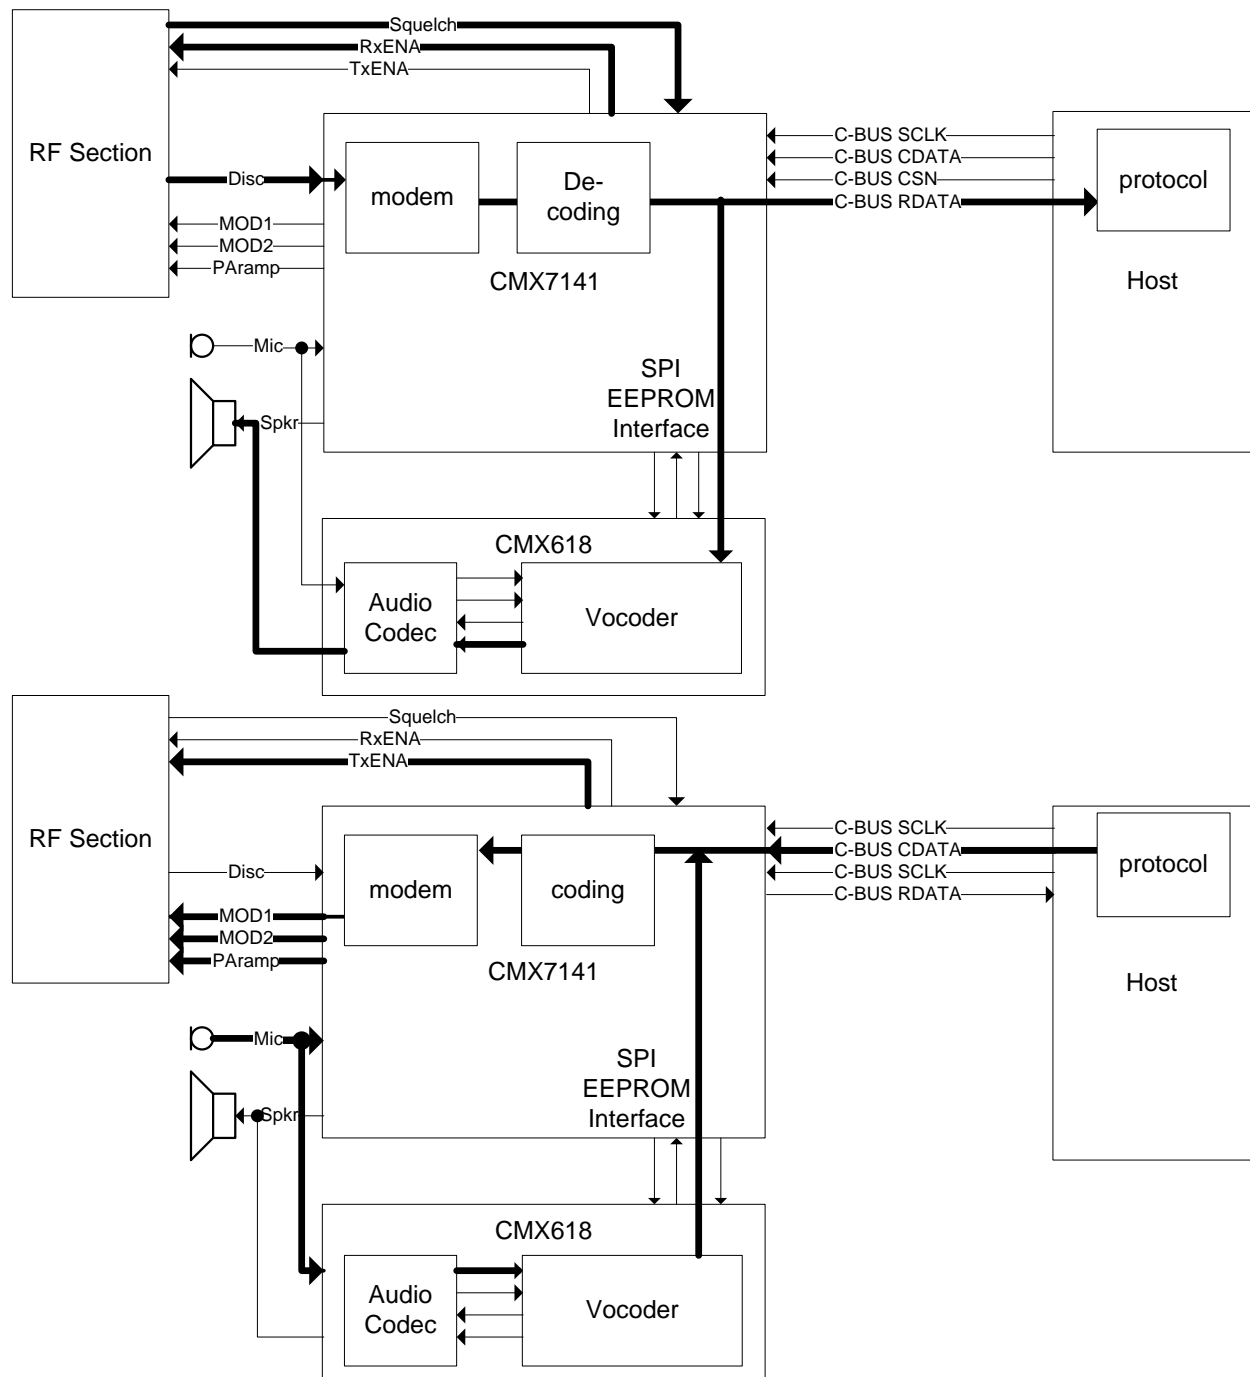 Squelch
RxENA
TxENA
RF Section
Disc
MOD1
MOD2
PAramp
modem
De-
coding
CMX7141
C-BUS SCLK
C-BUS CDATA
C-BUS CSN
C-BUS RDATA
protocol
Host
Mic
Spkr
SPI
EEPROM
Interface
CMX618
Audio
Codec
Vocoder
Squelch
RxENA
TxENA
RF Section
Disc
MOD1
MOD2
PAramp
modem
coding
CMX7141
C-BUS SCLK
C-BUS CDATA
C-BUS SCLK
C-BUS RDATA
protocol
Host
Mic
Spkr
SPI
EEPROM
Interface
CMX618
Audio
Codec
Vocoder